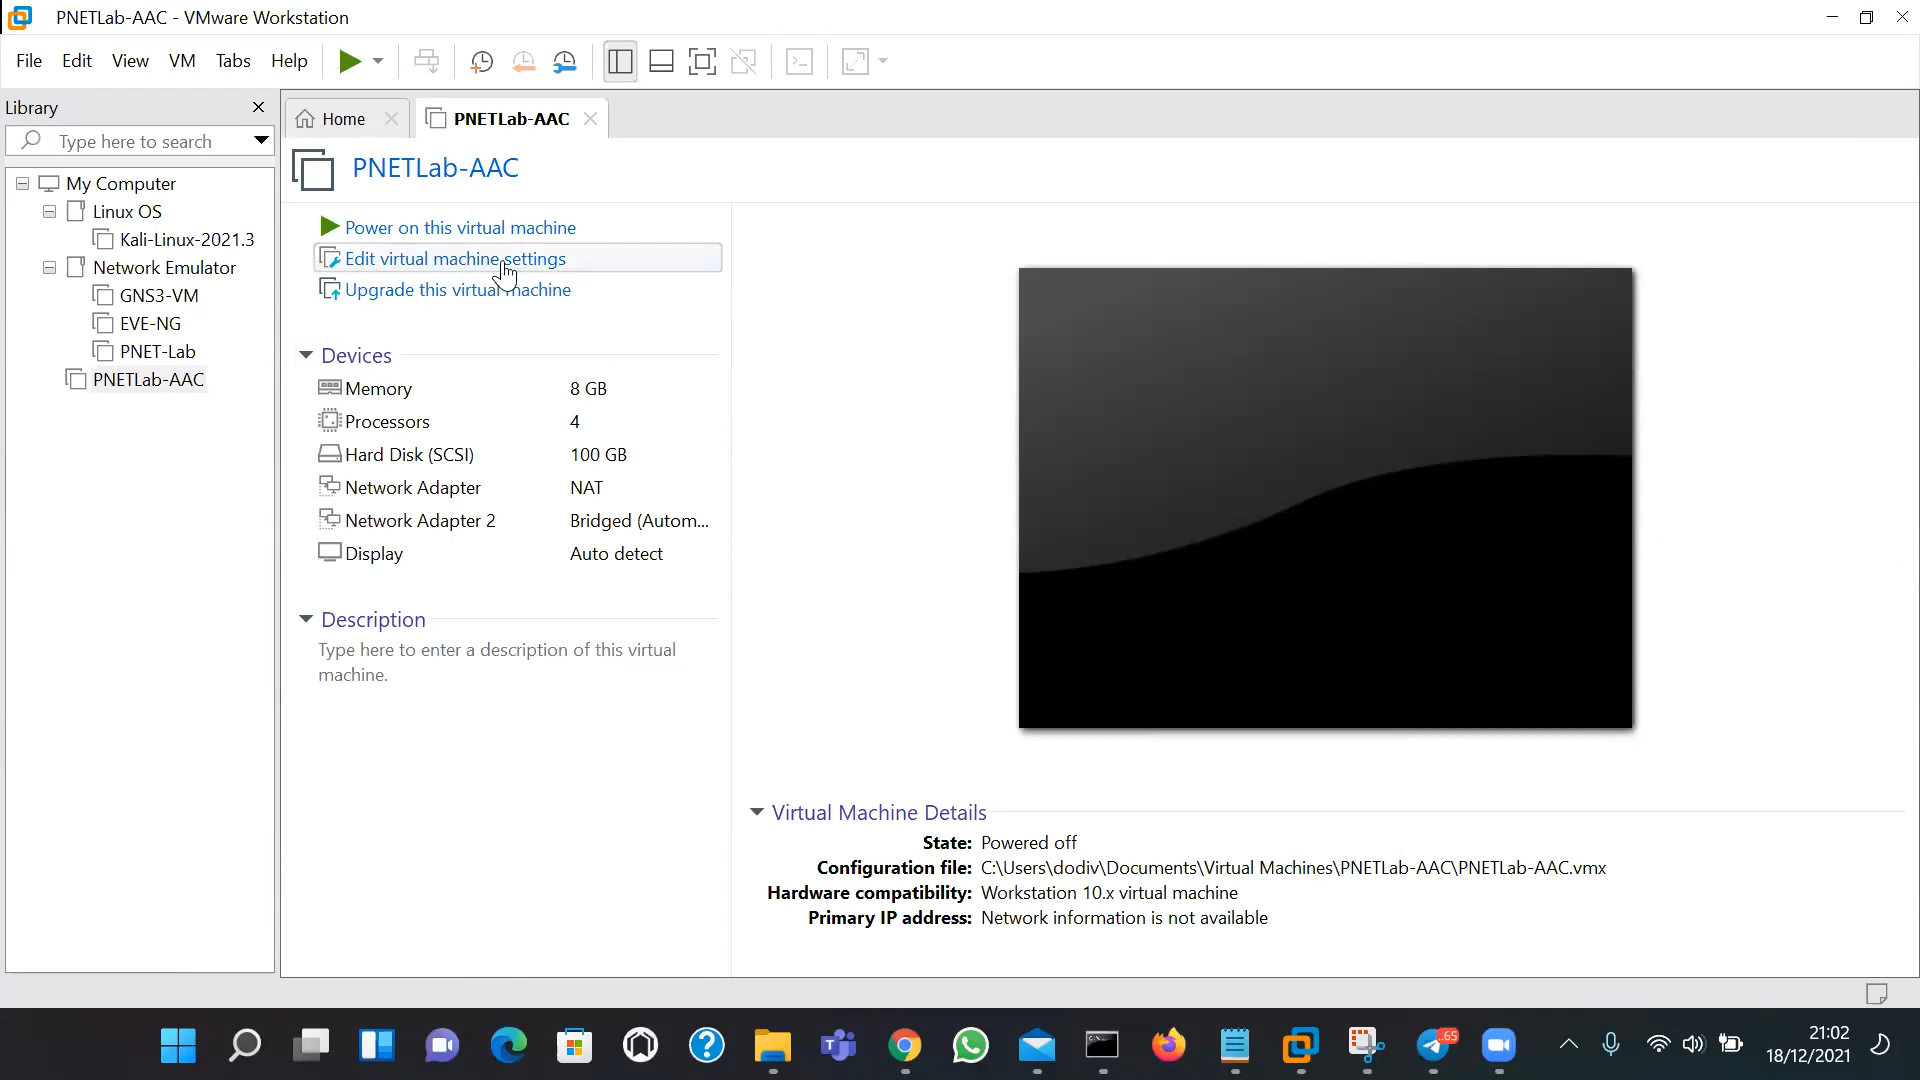 PNETLab-AAC - VMware Workstation
File Edit View VM Tabs Help
Library
Type here to search
My Computer
Linux OS
Kali-Linux-2021.3
Network Emulator
GNS3-VM
EVE-NG
PNET-Lab
PNETLab-AAC
Home
PNETLab-AAC
PNETLab-AAC
Power on this virtual machine
Edit virtual machine settings
Upgrade this virtual machine
Devices
Memory 8 GB
Processors 4
Hard Disk (SCSI) 100 GB
Network Adapter NAT
Network Adapter 2 Bridged (Autom...
Display Auto detect
Description
Type here to enter a description of this virtual
machine.
Virtual Machine Details
State: Powered off
Configuration file: C:\Users\dodiv\Documents\Virtual Machines\PNETLab-AAC\PNETLab-AAC.vmx
Hardware compatibility: Workstation 10.x virtual machine
Primary IP address: Network information is not available
65
21:02
18/12/2021